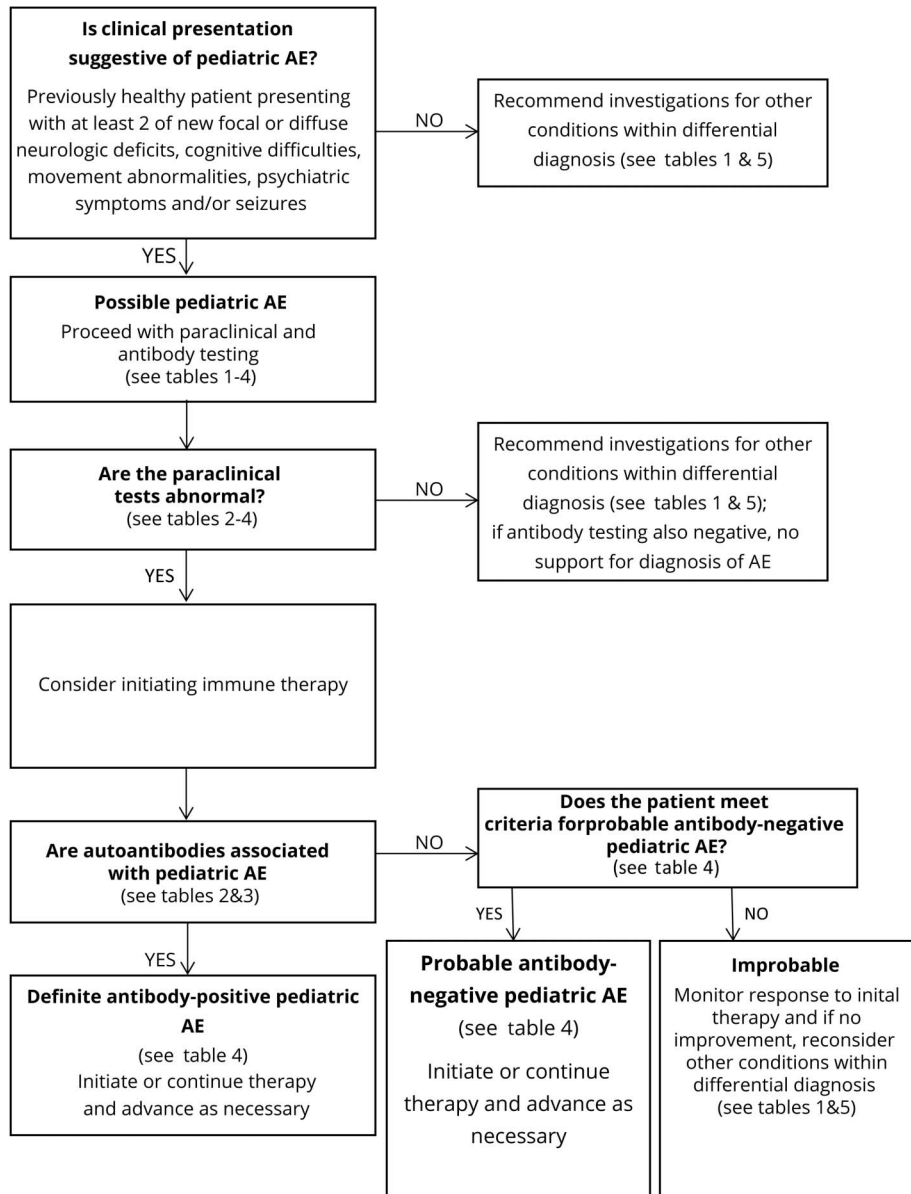 Is clinical presentation
suggestive of pediatric AE?
Previously healthy patient presenting
with at least 2 of new focal or diffuse
neurologic deficits, cognitive difficulties,
movement abnormalities, psychiatric
symptoms and/or seizures
NO
Recommend investigations for other
conditions within differential
diagnosis (see tables 1 & 5)
YES
Possible pediatric AE
Proceed with paraclinical and
antibody testing
(see tables 1-4)
Are the paraclinical
tests abnormal?
(see tables 2-4)
NO
Recommend investigations for other
conditions within differential
diagnosis (see tables 1 & 5);
if antibody testing also negative, no
support for diagnosis of AE
YES
Consider initiating immune therapy
Are autoantibodies associated
with pediatric AE
(see tables 2&3)
NO
Does the patient meet
criteria forprobable antibody-negative
pediatric AE?
(see table 4)
YES
Definite antibody-positive pediatric
AE
(see table 4)
Initiate or continue therapy
and advance as necessary
YES
Probable antibody-
negative pediatric AE
(see table 4)
Initiate or continue
therapy and advance as
necessary
NO
Improbable
Monitor response to inital
therapy and if no
improvement, reconsider
other conditions within
differential diagnosis
(see tables 1&5)